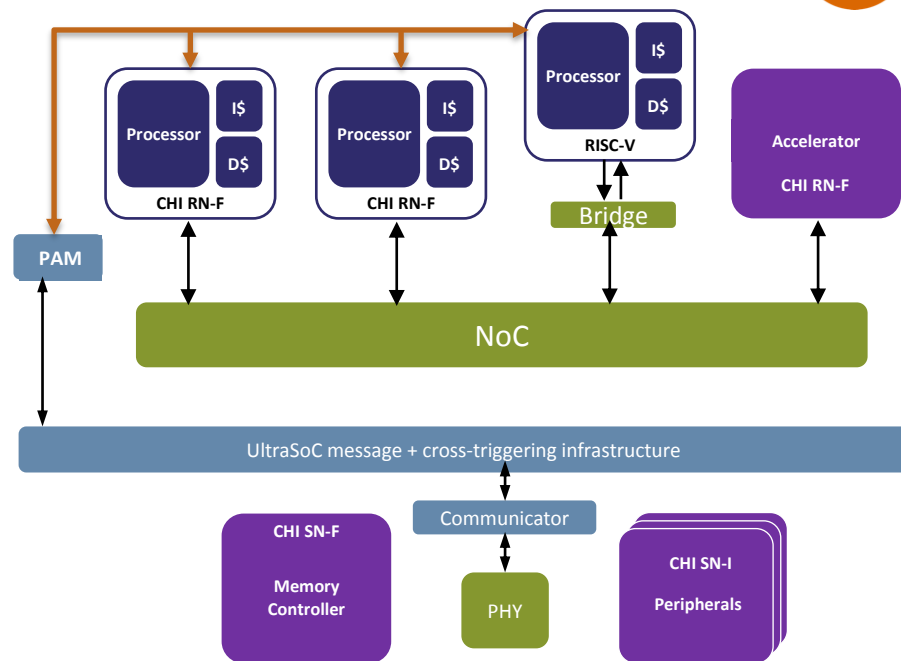 Processor
I$
D$
RISC-V
Processor
I$
D$
CHI RN-F
Processor
I$
D$
CHI RN-F
Accelerator
CHI RN-F
Bridge
PAM
NoC
UltraSoC message + cross-triggering infrastructure
Communicator
CHI SN-F
Memory
Controller
PHY
CHI SN-I
Peripherals